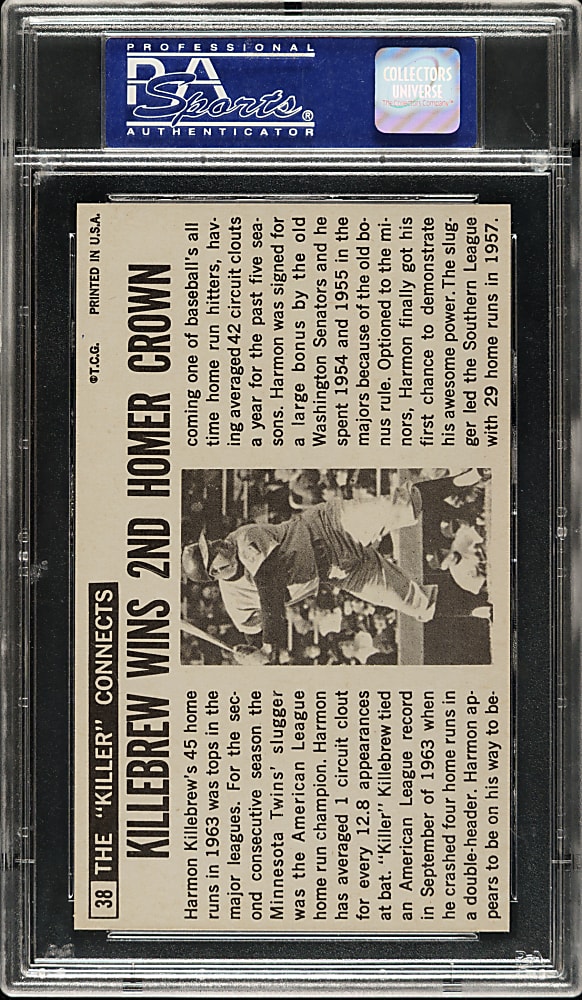 PROFESSIONAL
PSA
Sports®
AUTHENTICATOR
COLLECTORS
UNIVERSE
The Collectors Company™
38 THE "KILLER" CONNECTS
©T.C.G. PRINTED IN U.S.A.
KILLEBREW WINS 2ND HOMER CROWN
Harmon Killebrew's 45 home
runs in 1963 was tops in the
major leagues. For the sec-
ond consecutive season the
Minnesota Twins' slugger
was the American League
home run champion. Harmon
has averaged 1 circuit clout
for every 12.8 appearances
at bat. "Killer" Killebrew tied
an American League record
in September of 1963 when
he crashed four home runs in
a double-header. Harmon ap-
pears to be on his way to be-
coming one of baseball's all
time home run hitters, hav-
ing averaged 42 circuit clouts
a year for the past five sea-
sons. Harmon was signed for
a large bonus by the old
Washington Senators and he
spent 1954 and 1955 in the
majors because of the old bo-
nus rule. Optioned to the mi-
nors, Harmon finally got his
first chance to demonstrate
his awesome power. The slug-
ger led the Southern League
with 29 home runs in 1957.